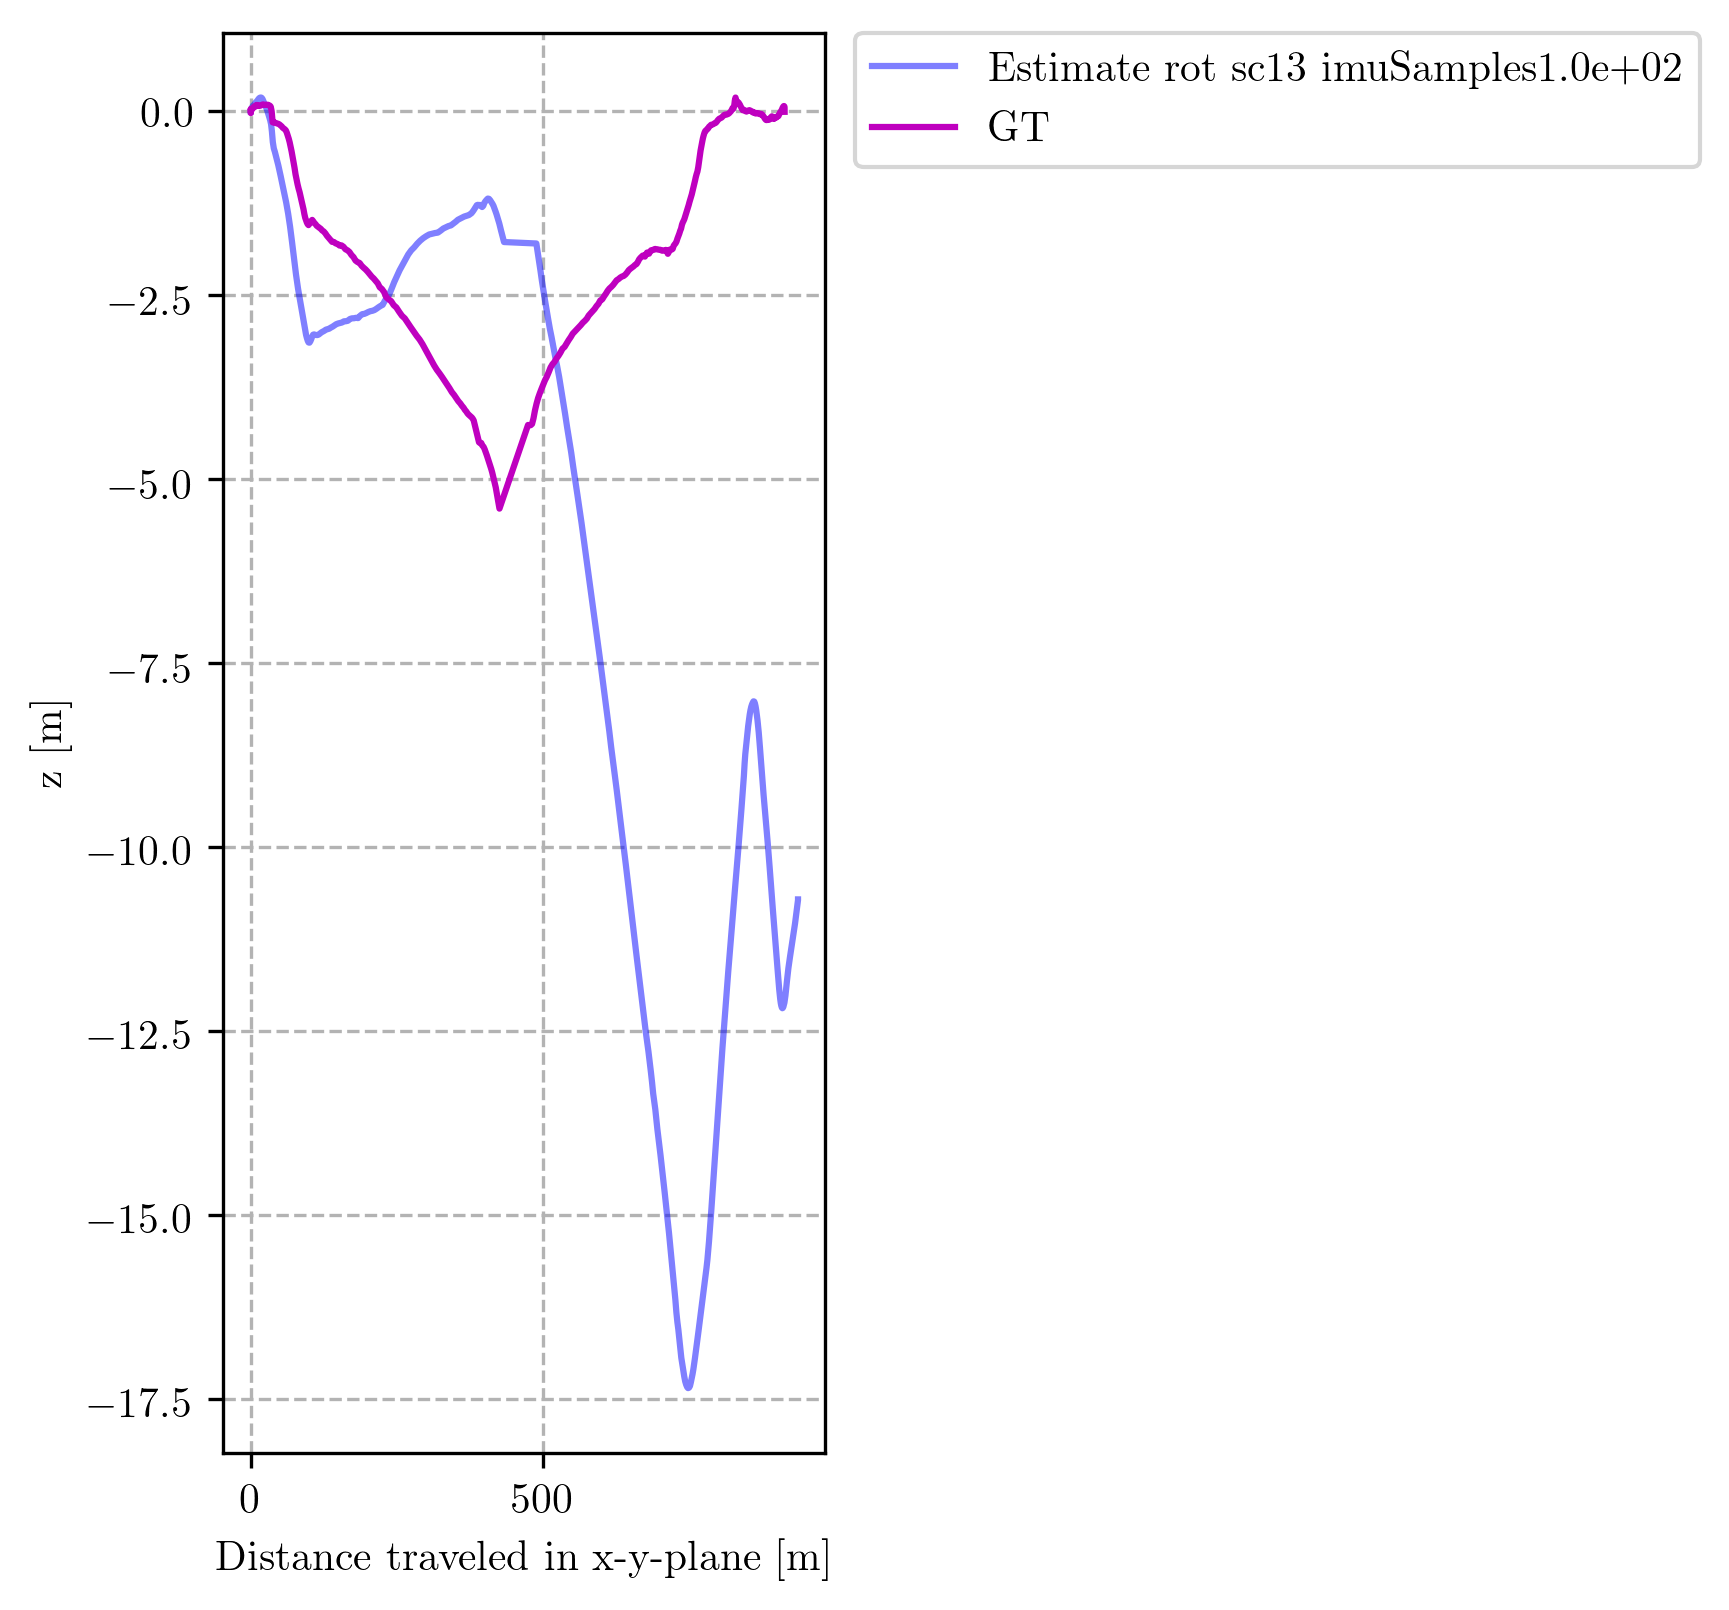 Estimate rot sc13 imuSamples1.0e+02
GT
0.0
−2.5
−5.0
−7.5
−10.0
−12.5
−15.0
−17.5
z [m]
0 500
Distance traveled in x-y-plane [m]